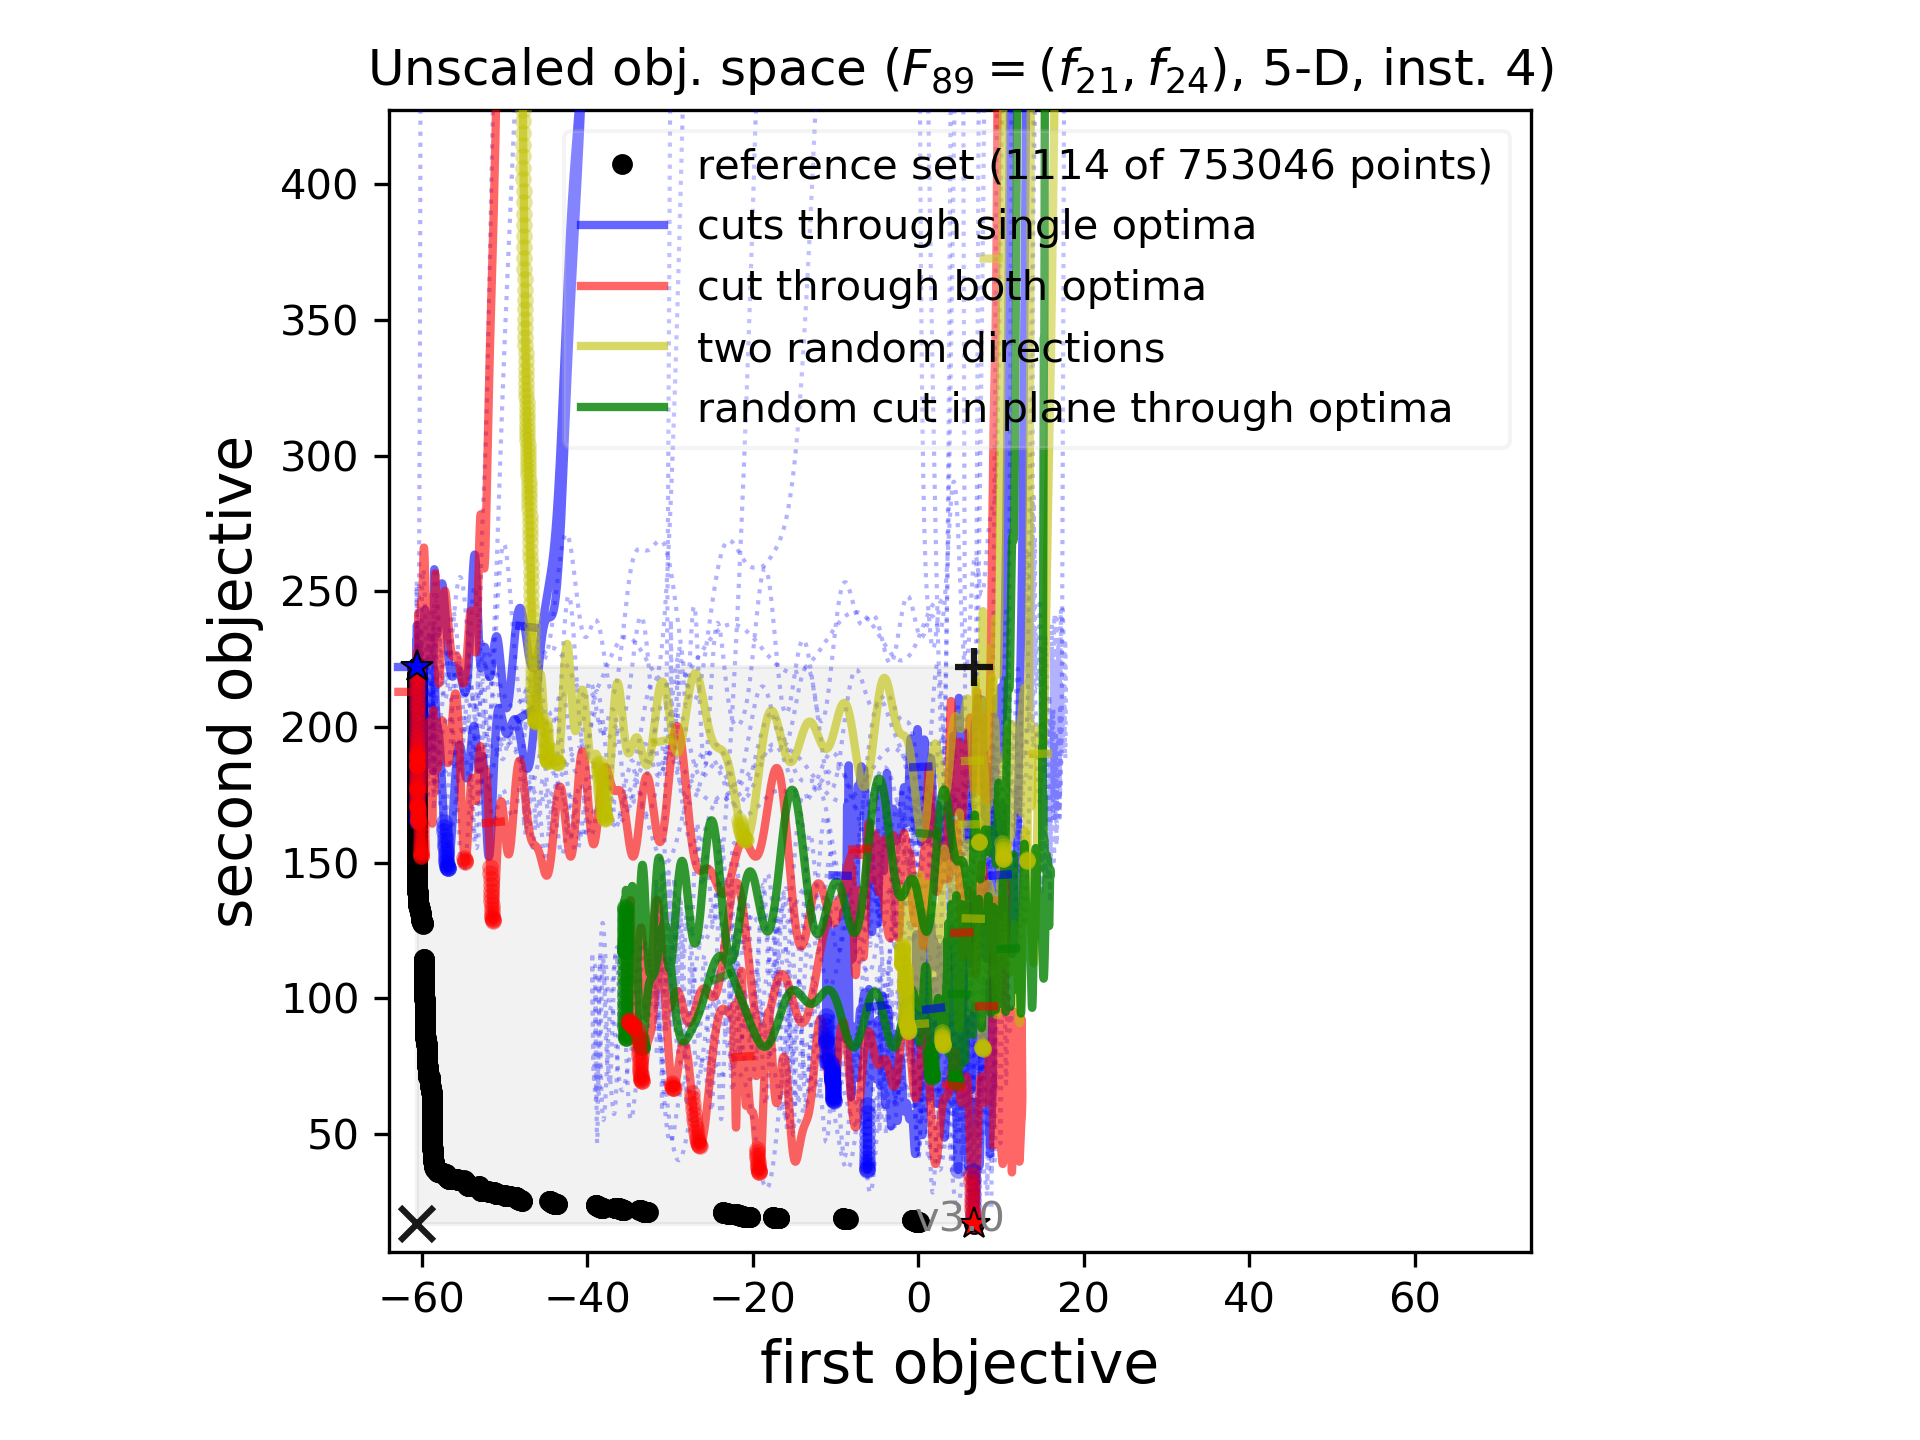 Unscaled obj. space (F₈₉ = (f₂₁, f₂₄), 5-D, inst. 4)
reference set (1114 of 753046 points)
cuts through single optima
cut through both optima
two random directions
random cut in plane through optima
400
350
300
250
200
150
100
50
second objective
v3.0
−60 −40 −20 0 20 40 60
first objective